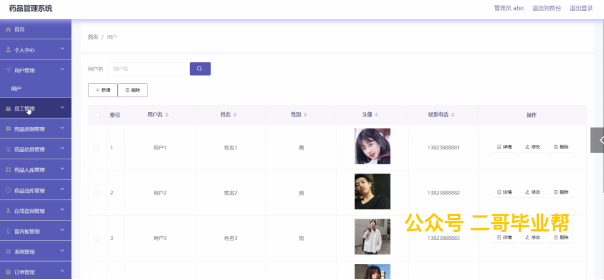 药品管理系统
管理员 abo 退出到前台 退出登录
首页
个人中心
用户管理
用户
员工管理
药品类别管理
药品信息管理
药品入库管理
药品出库管理
在线咨询管理
留言板管理
系统管理
订单管理
首页 / 用户
用户名 用户名
+ 新增 删除
索引 用户名 姓名 性别 头像 联系电话 操作
1 用户1 姓名1 男 13823888881 详情 修改 删除
2 用户2 姓名2 男 13823888882 详情 修改 删除
3 用户3 姓名3 男 13823888883 详情 修改 删除
公众号 二哥毕业帮